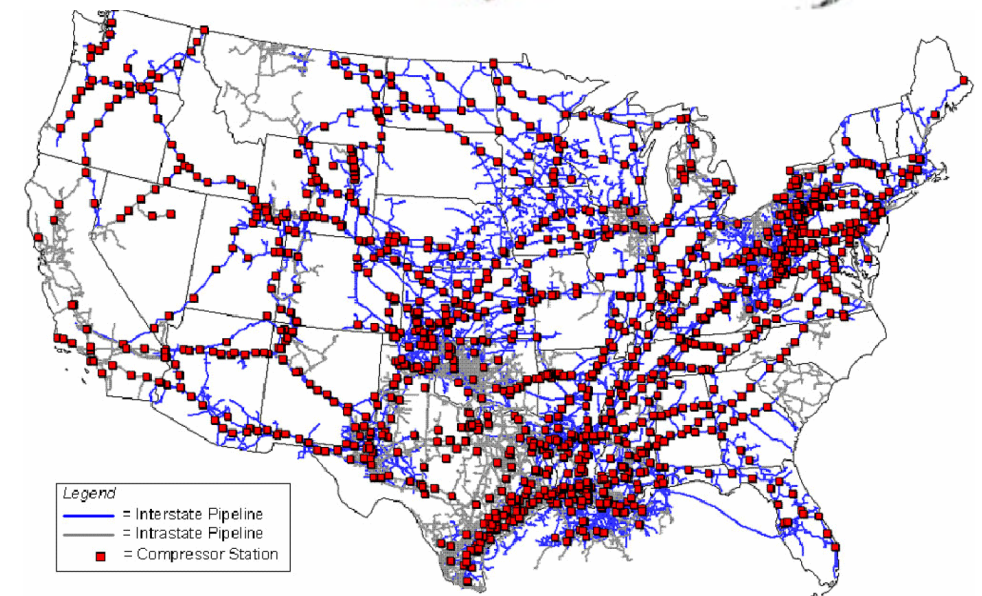 Legend
= Interstate Pipeline
= Intrastate Pipeline
= Compressor Station